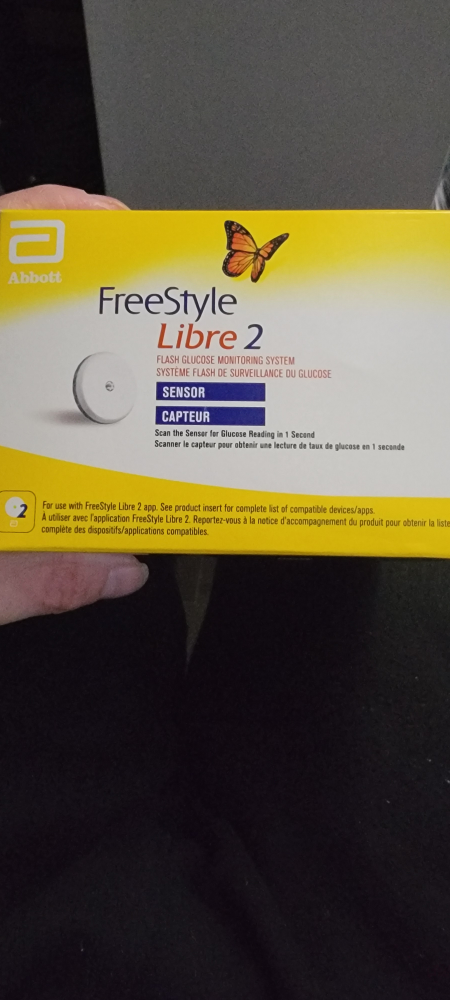 Abbott
FreeStyle
Libre 2
FLASH GLUCOSE MONITORING SYSTEM
SYSTÈME FLASH DE SURVEILLANCE DU GLUCOSE
SENSOR
CAPTEUR
Scan the Sensor for Glucose Reading in 1 Second
Scanner le capteur pour obtenir une lecture de taux de glucose en 1 seconde
2
For use with FreeStyle Libre 2 app. See product insert for complete list of compatible devices/apps.
À utiliser avec l'application FreeStyle Libre 2. Reportez-vous à la notice d'accompagnement du produit pour obtenir la liste
complète des dispositifs/applications compatibles.